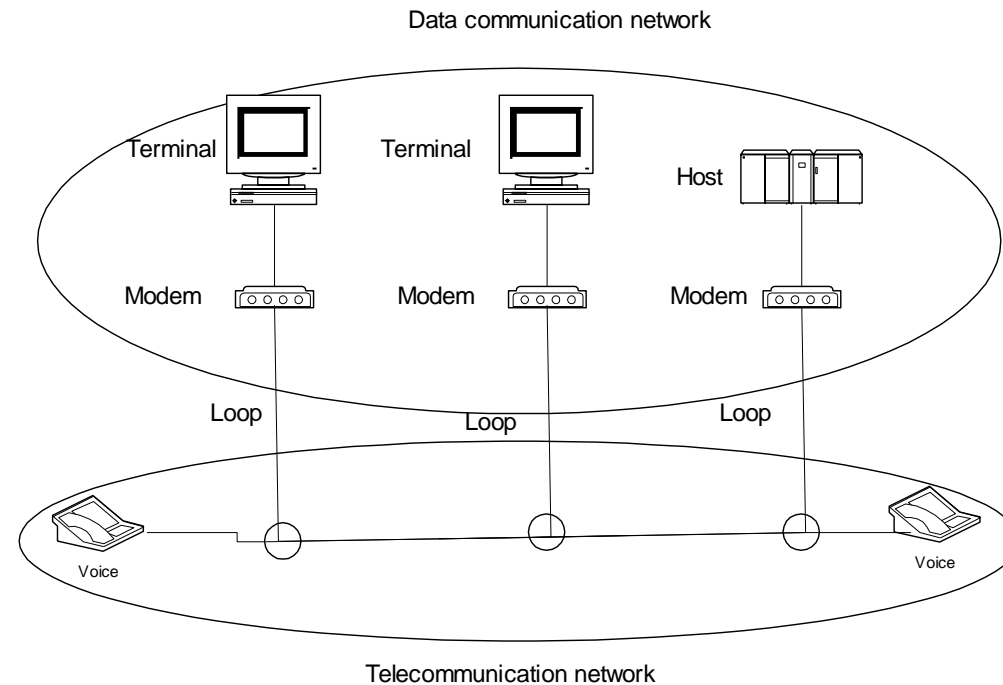 Data communication network
Terminal
Terminal
Host
Modem
Modem
Modem
Loop
Loop
Loop
Voice
Voice
Telecommunication network